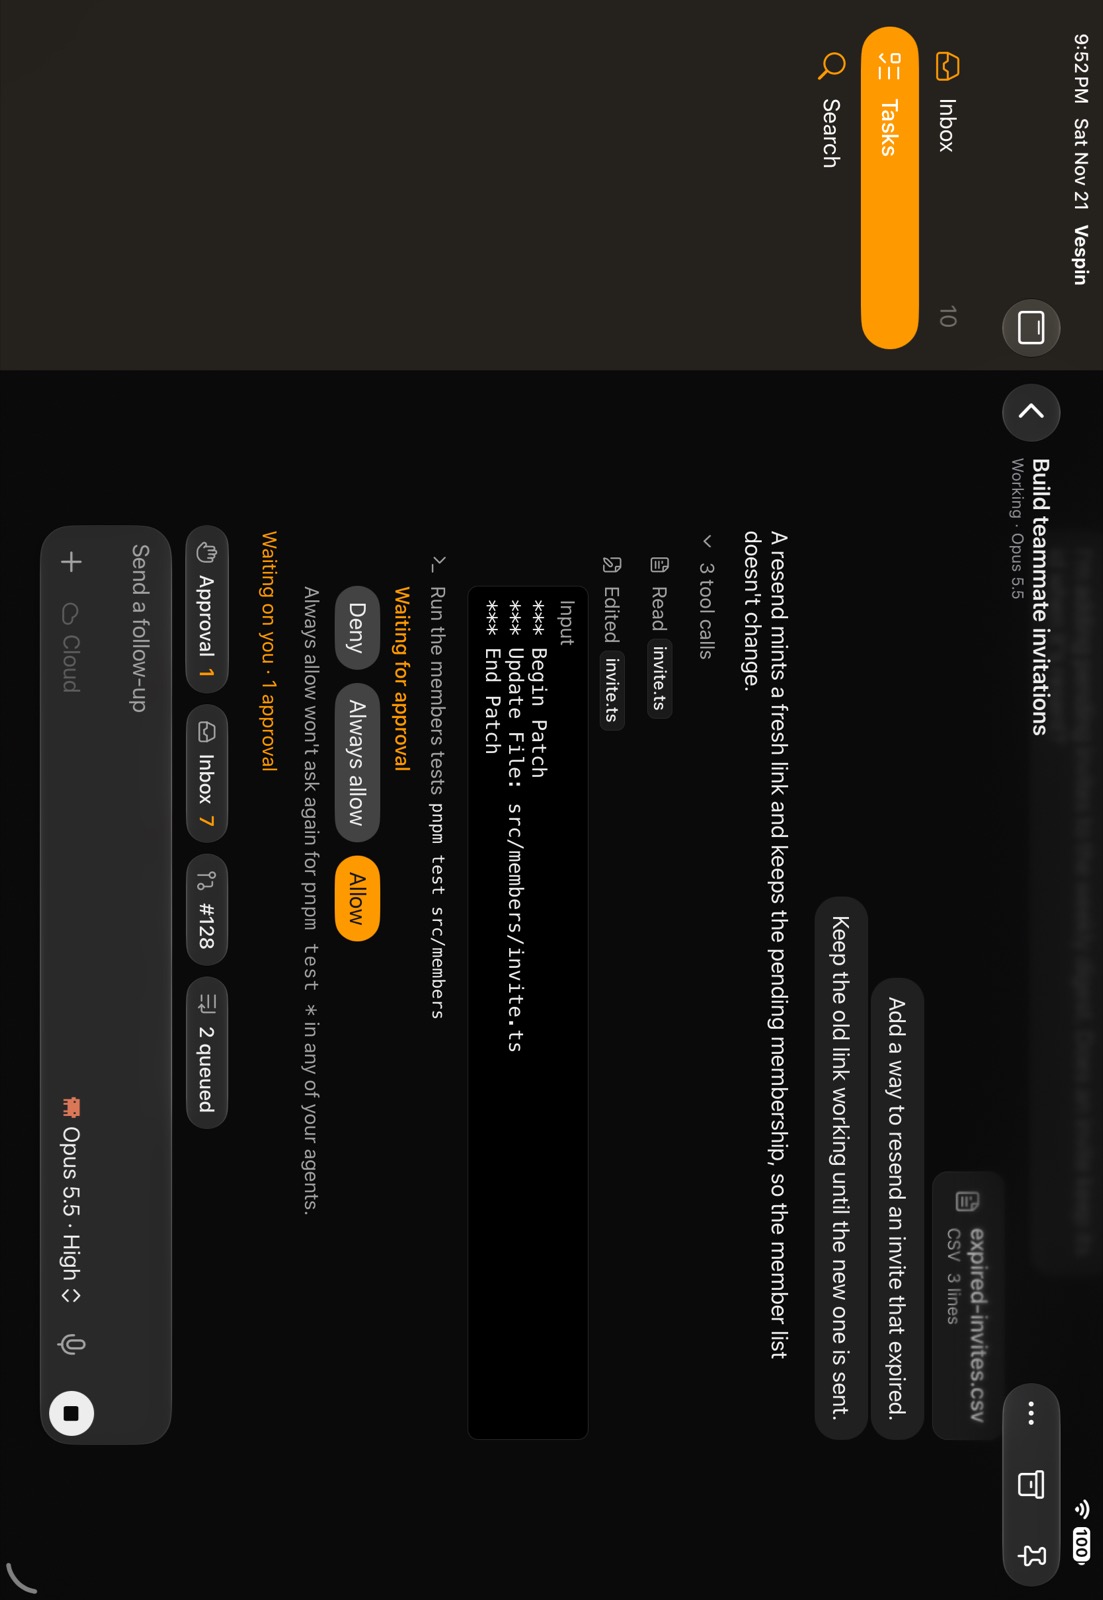 9:52 PM Sat Nov 21 Vespin
100
Inbox 10
Tasks
Search
Build teammate invitations
Working · Opus 5.5
expired-invites.csv
CSV 3 lines
Add a way to resend an invite that expired.
Keep the old link working until the new one is sent.
A resend mints a fresh link and keeps the pending membership, so the member list
doesn't change.
3 tool calls
Read invite.ts
Edited invite.ts
Input
*** Begin Patch
*** Update File: src/members/invite.ts
*** End Patch
Run the members tests pnpm test src/members
Waiting for approval
Deny Always allow Allow
Always allow won't ask again for pnpm test * in any of your agents.
Waiting on you · 1 approval
Approval 1 Inbox 7 #128 2 queued
Send a follow-up
Cloud Opus 5.5 · High